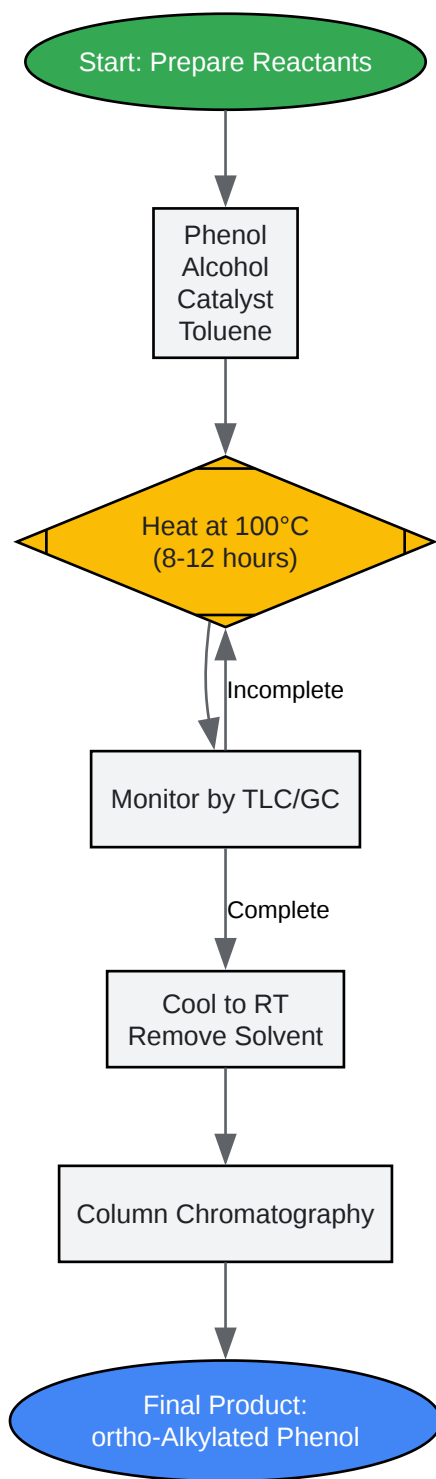 Start: Prepare Reactants
Phenol
Alcohol
Catalyst
Toluene
Heat at 100°C
(8-12 hours)
Incomplete
Monitor by TLC/GC
Complete
Cool to RT
Remove Solvent
Column Chromatography
Final Product:
ortho-Alkylated Phenol